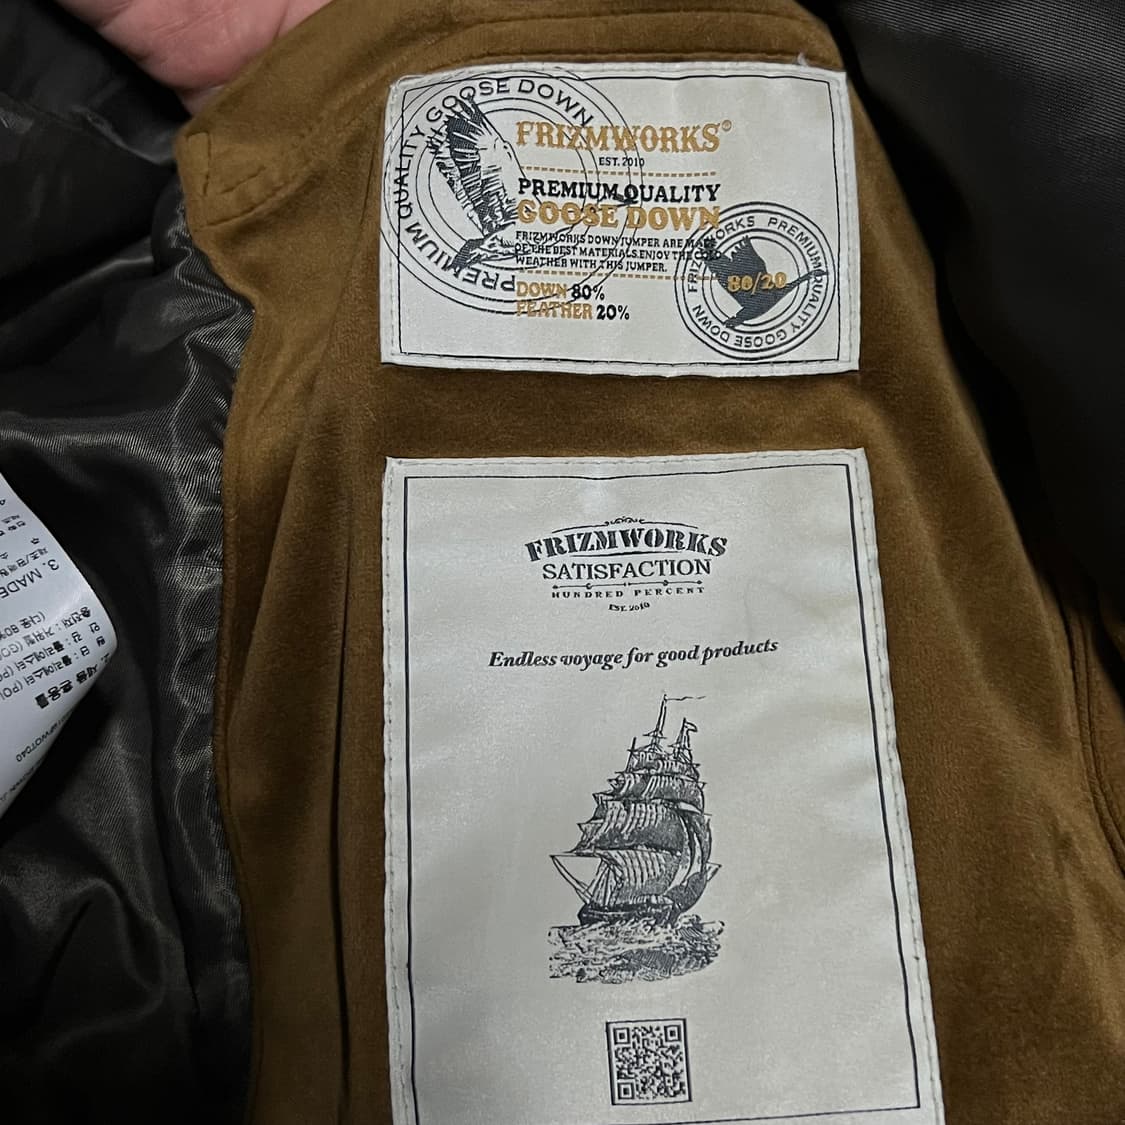 PREMIUM QUALITY GOOSE DOWN
FRIZMWORKS®
EST. 2010
PREMIUM QUALITY
GOOSE DOWN
FRIZMWORKS DOWN JUMPER ARE MADE
OF THE BEST MATERIALS.ENJOY THE COLD
WEATHER WITH THIS JUMPER.
DOWN 80%
FEATHER 20%
FRIZMWORKS PREMIUM QUALITY GOOSE DOWN
80/20
FRIZMWORKS
SATISFACTION
HUNDRED PERCENT
EST. 2010
Endless voyage for good products
3. MADE